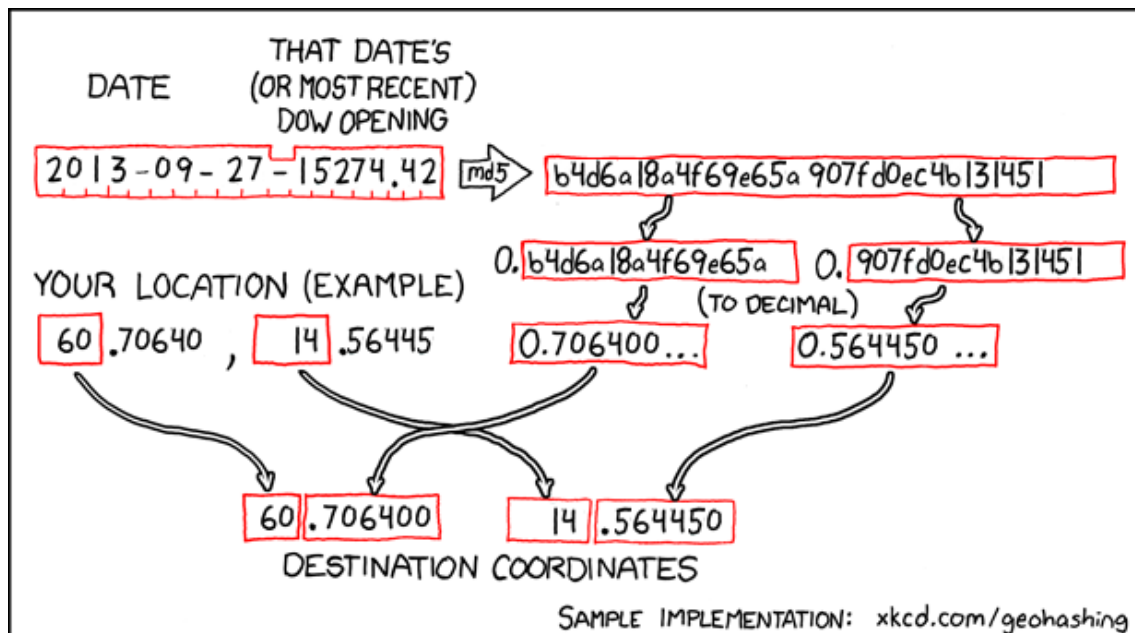 DATE
THAT DATE'S
(OR MOST RECENT)
DOW OPENING
2013-09-27-15274.42
md5
b4d6a18a4f69e65a907fd0ec4b131451
0.b4d6a18a4f69e65a
0.907fd0ec4b131451
YOUR LOCATION (EXAMPLE)
(TO DECIMAL)
60.70640, 14.56445
0.706400...
0.564450...
60.706400
14.564450
DESTINATION COORDINATES
SAMPLE IMPLEMENTATION: xkcd.com/geohashing